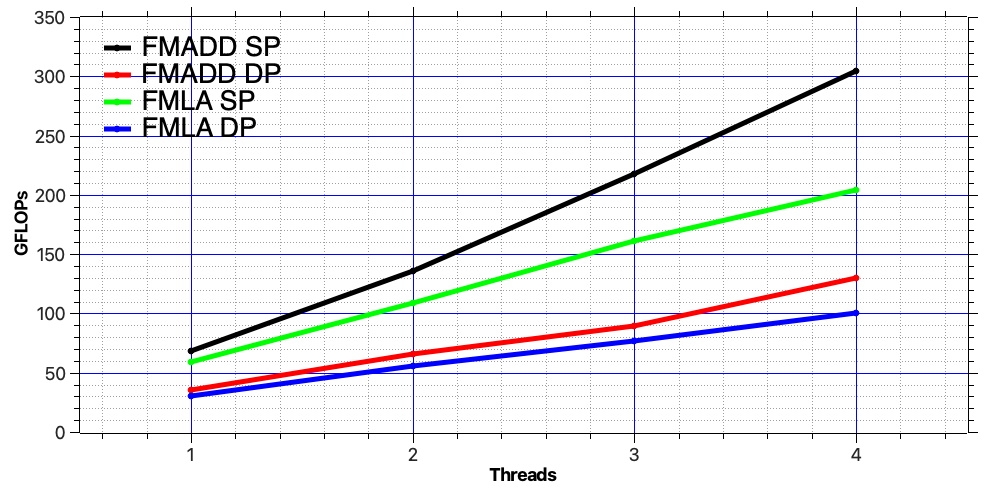 350
300
250
200
150
100
50
0
GFLOPs
FMADD SP
FMADD DP
FMLA SP
FMLA DP
1 2 3 4
Threads